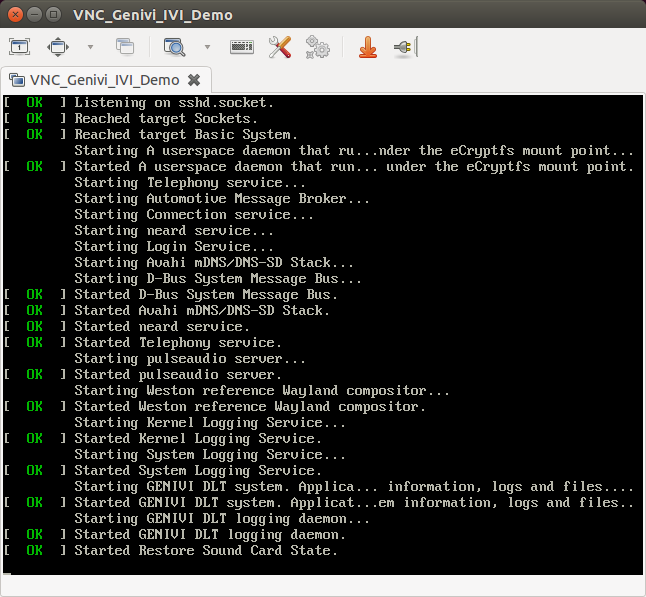 VNC_Genivi_IVI_Demo
VNC_Genivi_IVI_Demo
[  OK  ] Listening on sshd.socket.
[  OK  ] Reached target Sockets.
[  OK  ] Reached target Basic System.
Starting A userspace daemon that ru...nder the eCryptfs mount point...
[  OK  ] Started A userspace daemon that run... under the eCryptfs mount point.
Starting Telephony service...
Starting Automotive Message Broker...
Starting Connection service...
Starting neard service...
Starting Login Service...
Starting Avahi mDNS/DNS-SD Stack...
Starting D-Bus System Message Bus...
[  OK  ] Started D-Bus System Message Bus.
[  OK  ] Started Avahi mDNS/DNS-SD Stack.
[  OK  ] Started neard service.
[  OK  ] Started Telephony service.
Starting pulseaudio server...
[  OK  ] Started pulseaudio server.
Starting Weston reference Wayland compositor...
[  OK  ] Started Weston reference Wayland compositor.
Starting Kernel Logging Service...
[  OK  ] Started Kernel Logging Service.
Starting System Logging Service...
[  OK  ] Started System Logging Service.
Starting GENIVI DLT system. Applica... information, logs and files....
[  OK  ] Started GENIVI DLT system. Applicat...em information, logs and files..
Starting GENIVI DLT logging daemon...
[  OK  ] Started GENIVI DLT logging daemon.
[  OK  ] Started Restore Sound Card State.